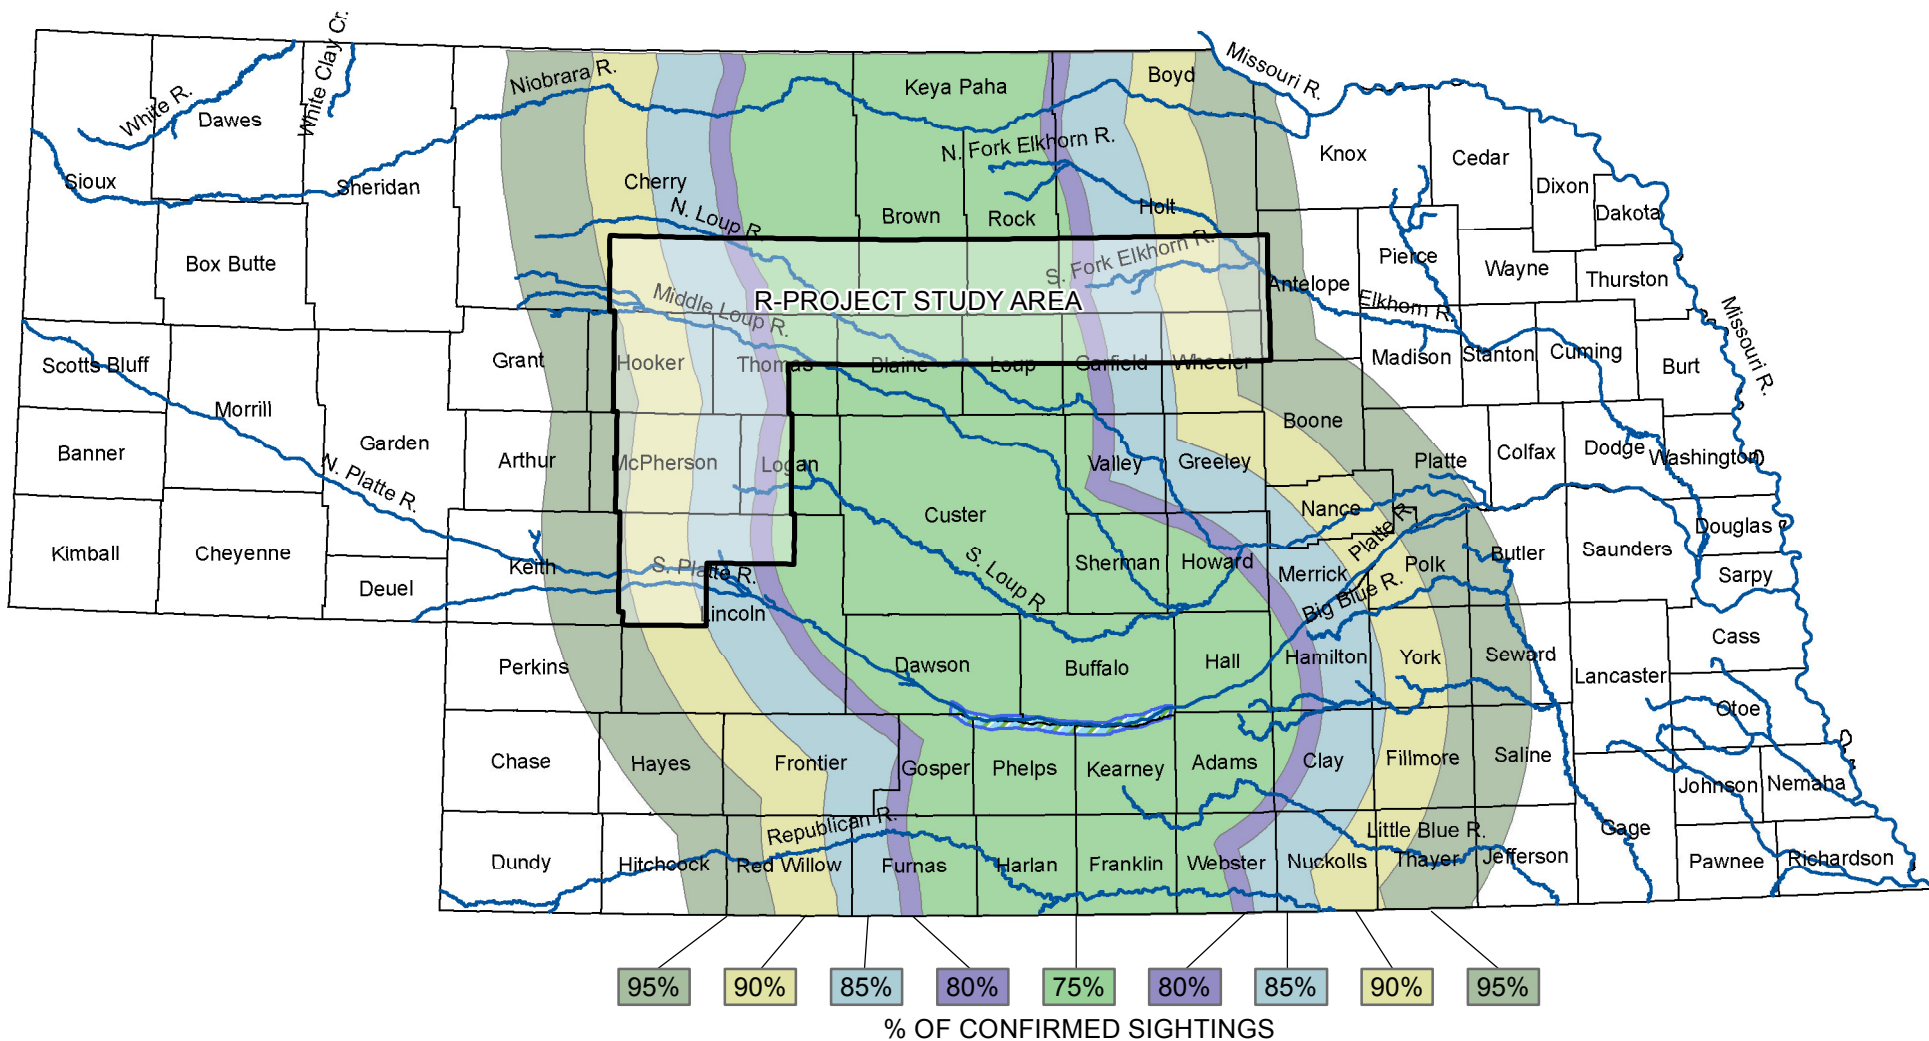 White Clay Cr.
Missouri R.
Niobrara R.
Boyd
Keya Paha
White R.
Dawes
N. Fork Elkhorn R.
Knox
Cedar
Sioux
Sheridan
Cherry
Dixon
Holt
Dakota
N. Loup R.
Brown
Rock
Box Butte
S. Fork Elkhorn R.
Pierce
Wayne
Thurston
Antelope
Middle Loup R.
R-PROJECT STUDY AREA
Elkhorn R.
Missouri R.
Scotts Bluff
Grant
Hooker
Thomas
Blaine
Loup
Garfield
Wheeler
Madison
Stanton
Cuming
Burt
Morrill
Boone
Banner
Garden
Arthur
McPherson
Logan
Valley
Greeley
Platte
Colfax
Dodge
Washington
N. Platte R.
Custer
Nance
Platte R.
Douglas
Kimball
Cheyenne
Keith
S. Platte R.
S. Loup R.
Sherman
Howard
Merrick
Polk
Butler
Saunders
Sarpy
Deuel
Lincoln
Big Blue R.
Cass
Perkins
Dawson
Buffalo
Hall
Hamilton
York
Seward
Lancaster
Otoe
Chase
Hayes
Frontier
Gosper
Phelps
Kearney
Adams
Clay
Fillmore
Saline
Johnson
Nemaha
Republican R.
Little Blue R.
Gage
Dundy
Hitchcock
Red Willow
Furnas
Harlan
Franklin
Webster
Nuckolls
Thayer
Jefferson
Pawnee
Richardson
95% 90% 85% 80% 75% 80% 85% 90% 95%
% OF CONFIRMED SIGHTINGS